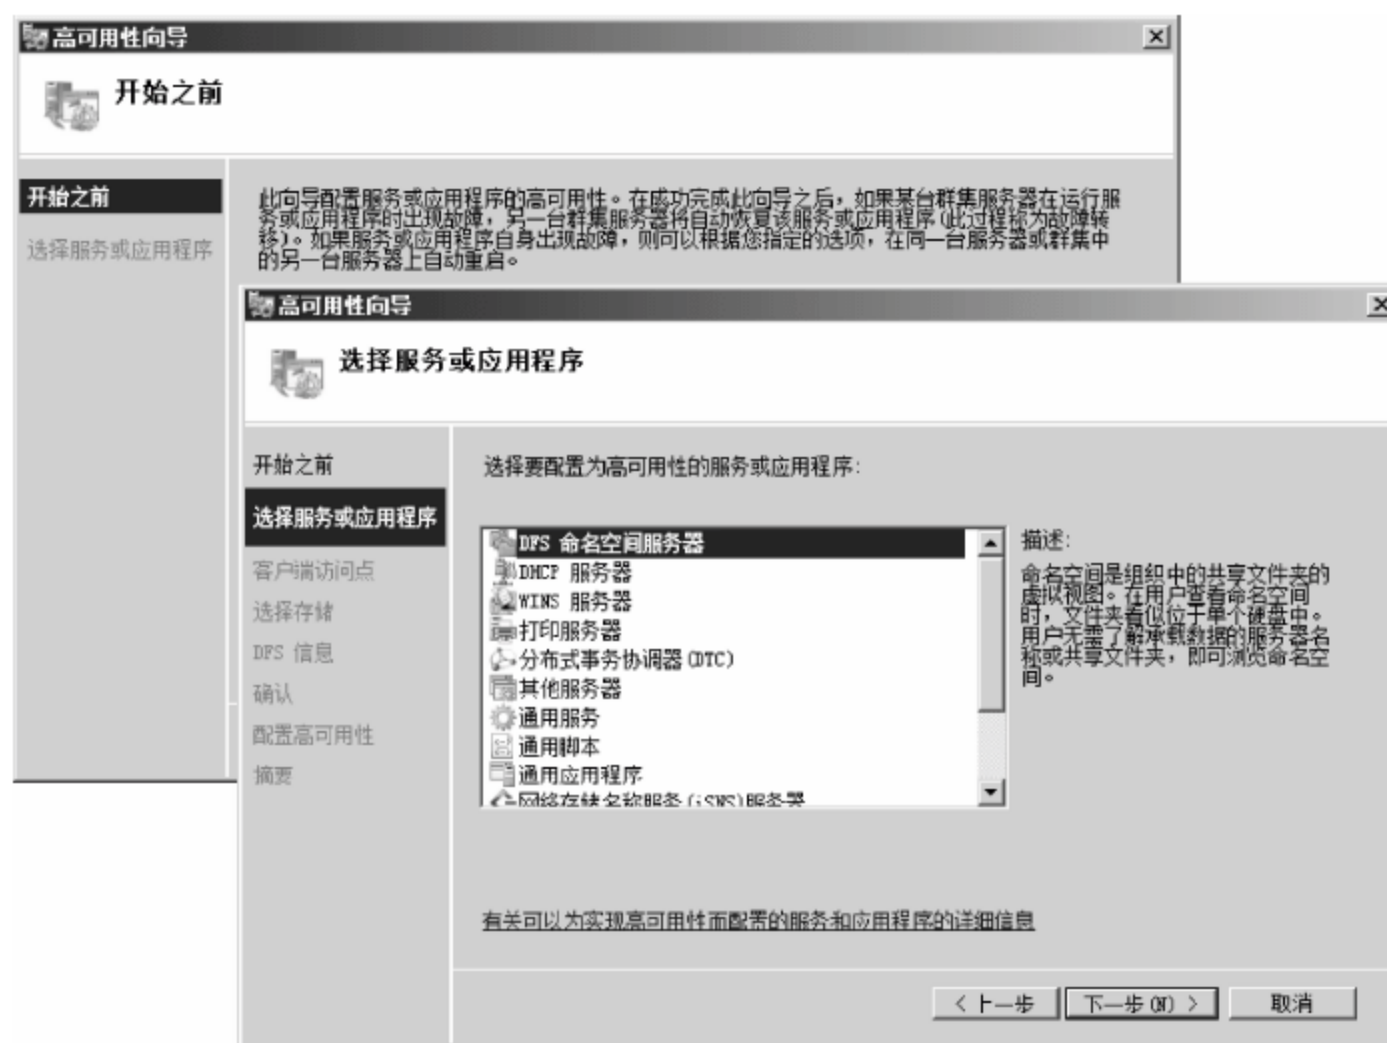 高可用性向导
开始之前
开始之前
选择服务或应用程序
此向导配置服务或应用程序的高可用性。在成功完成此向导之后，如果某台群集服务器在运行服
务或应用程序时出现故障，另一台群集服务器将自动恢复该服务或应用程序(此过程称为故障转
移)。如果服务或应用程序自身出现故障，则可以根据您指定的选项，在同一台服务器或群集中
的另一台服务器上自动重启。
高可用性向导
选择服务或应用程序
开始之前
选择服务或应用程序
客户端访问点
选择存储
DFS 信息
确认
配置高可用性
摘要
选择要配置为高可用性的服务或应用程序:
DFS 命名空间服务器
DHCP 服务器
WINS 服务器
打印服务器
分布式事务协调器(DTC)
其他服务器
通用服务
通用脚本
通用应用程序
网络存储名称服务(iSNS)服务器
描述:
命名空间是组织中的共享文件夹的
虚拟视图。在用户查看命名空间
时，文件夹看似位于单个硬盘中。
用户无需了解承载数据的服务器名
称或共享文件夹，即可浏览命名空
间。
有关可以为实现高可用性而配置的服务和应用程序的详细信息
< 上一步
下一步(N) >
取消